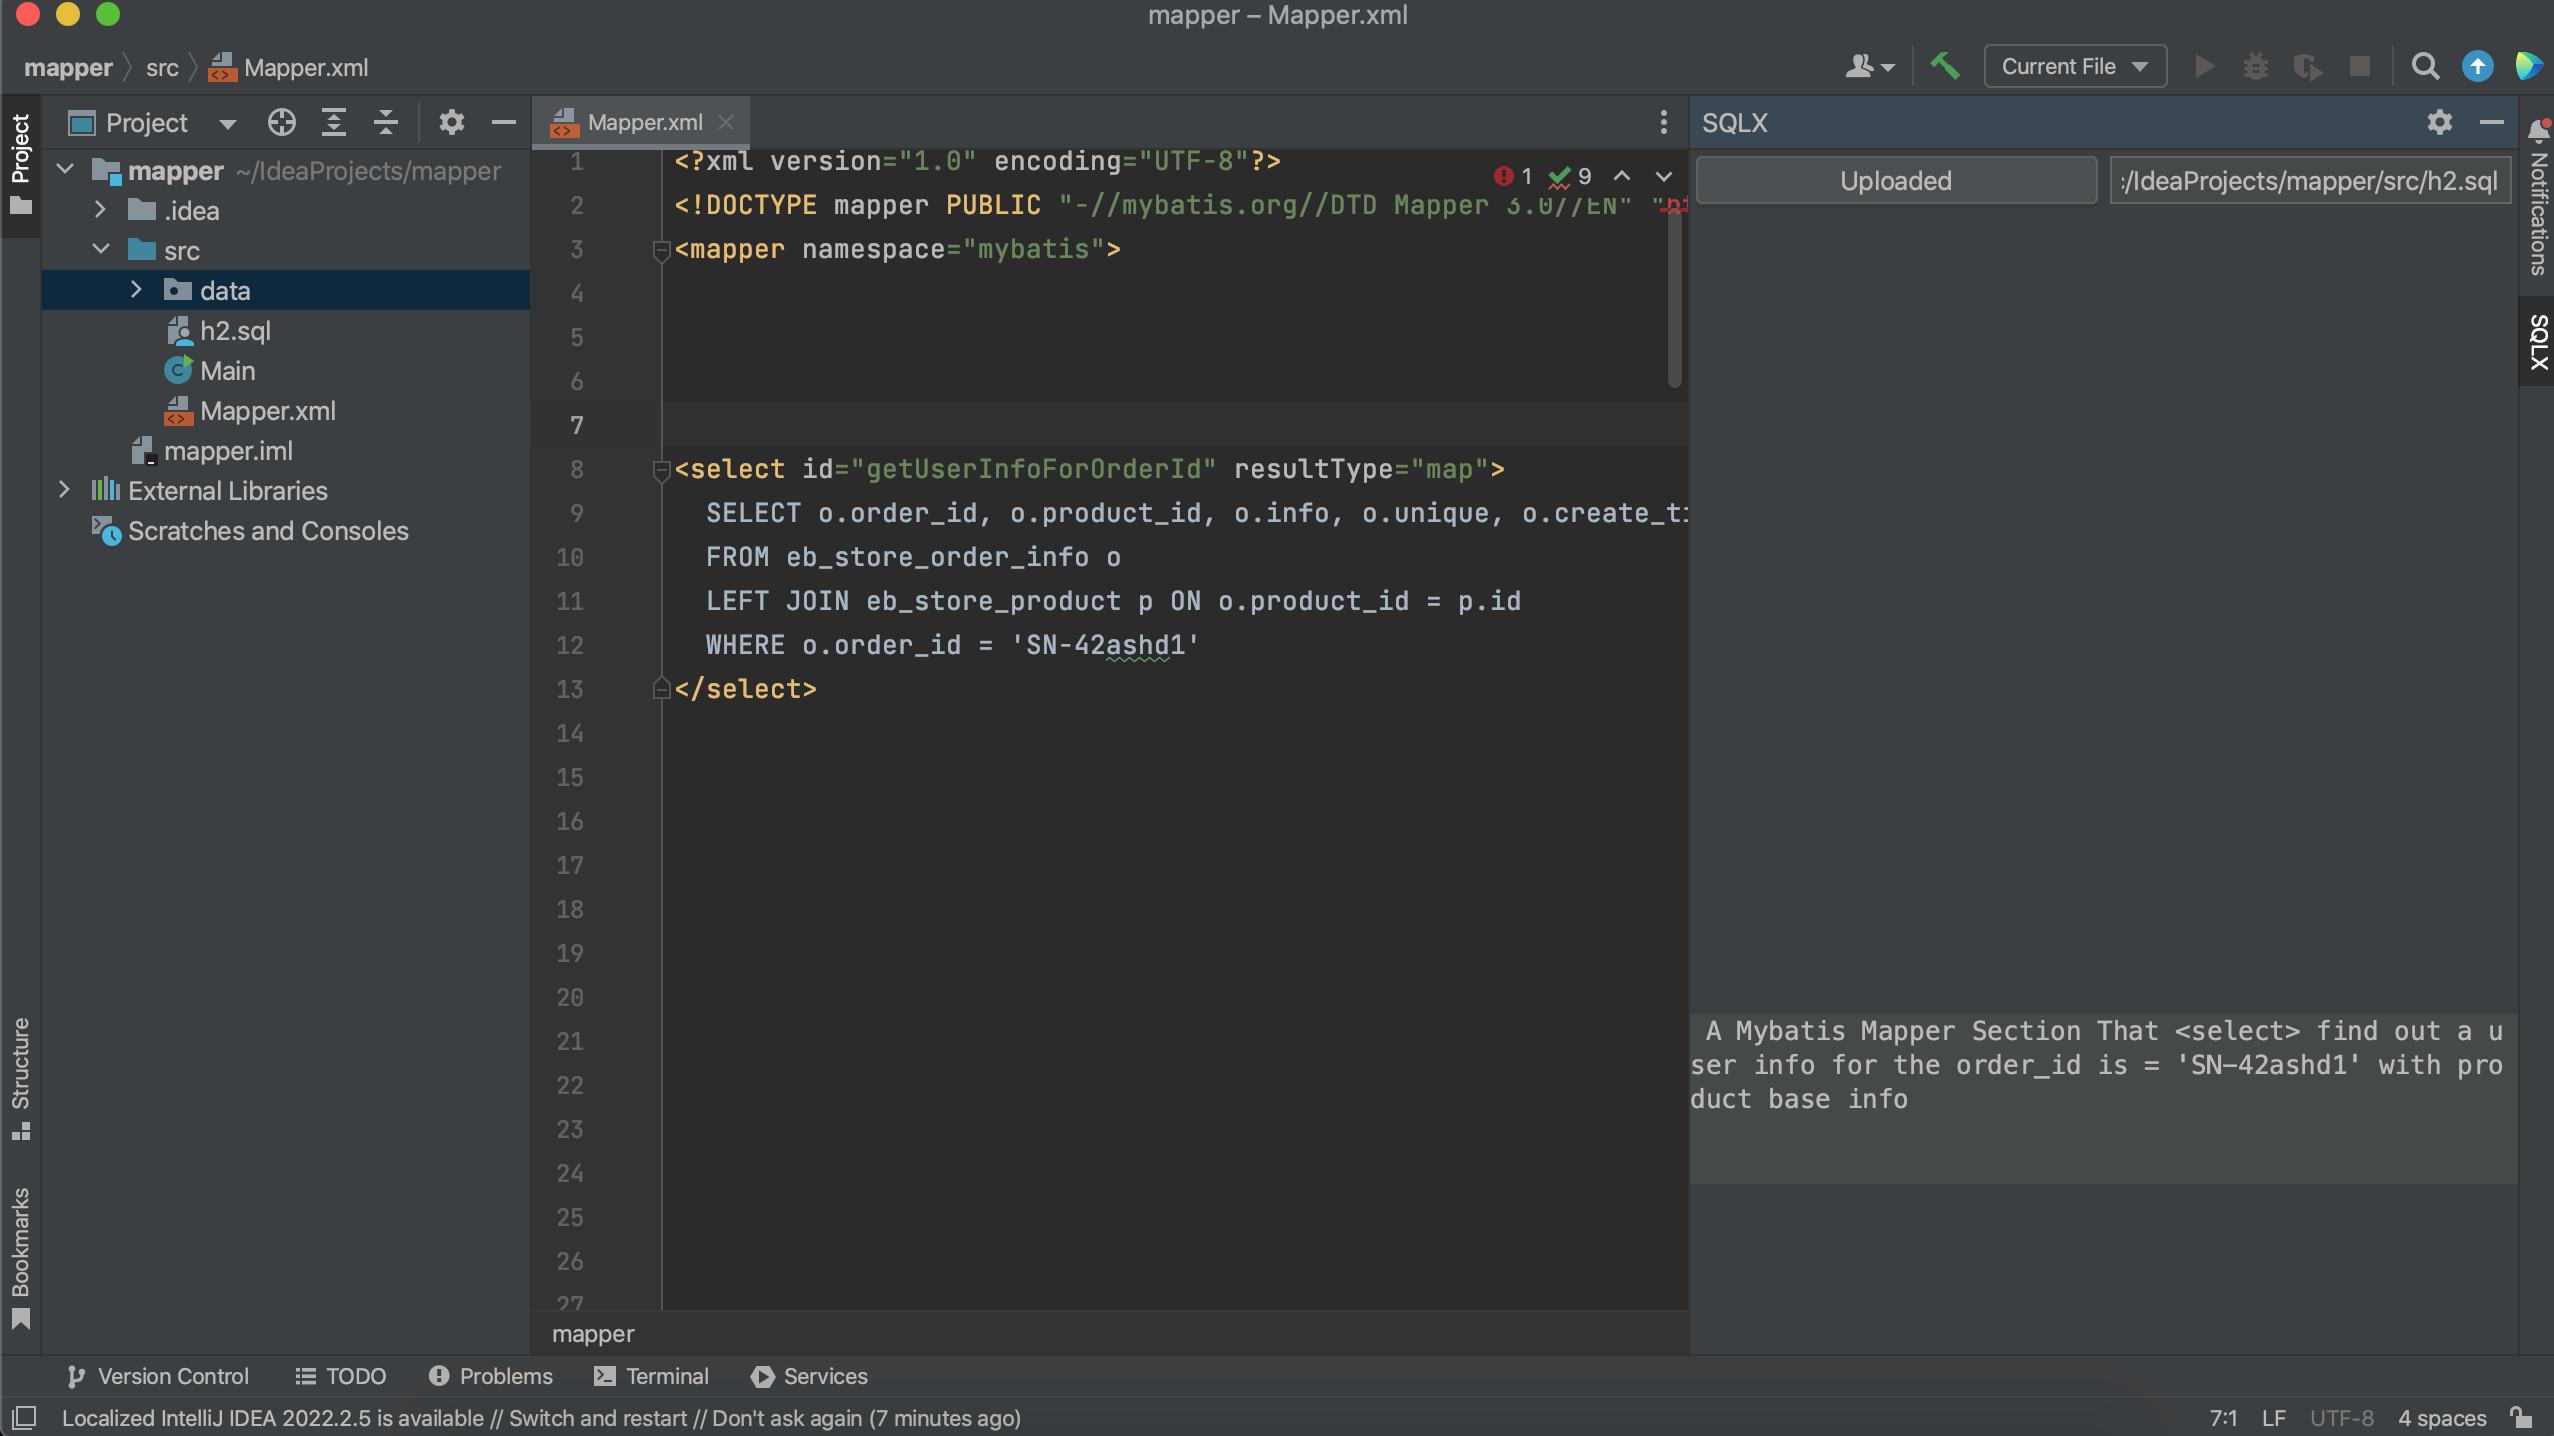 mapper – Mapper.xml
mapper src Mapper.xml
Current File
Project
Project
mapper ~/IdeaProjects/mapper
.idea
src
data
h2.sql
Main
Mapper.xml
mapper.iml
External Libraries
Scratches and Consoles
Structure
Bookmarks
Mapper.xml
1 9
1 <?xml version="1.0" encoding="UTF-8"?>
2 <!DOCTYPE mapper PUBLIC "-//mybatis.org//DTD Mapper 3.0//EN"
3 <mapper namespace="mybatis">
4
5
6
7
8 <select id="getUserInfoForOrderId" resultType="map">
9 SELECT o.order_id, o.product_id, o.info, o.unique, o.create_ti
10 FROM eb_store_order_info o
11 LEFT JOIN eb_store_product p ON o.product_id = p.id
12 WHERE o.order_id = 'SN-42ashd1'
13 </select>
14
15
16
17
18
19
20
21
22
23
24
25
26
27
mapper
SQLX
Uploaded
/IdeaProjects/mapper/src/h2.sql
A Mybatis Mapper Section That <select> find out a u
ser info for the order_id is = 'SN-42ashd1' with pro
duct base info
Notifications
SQLX
Version Control TODO Problems Terminal Services
Localized IntelliJ IDEA 2022.2.5 is available // Switch and restart // Don't ask again (7 minutes ago)
7:1 LF UTF-8 4 spaces